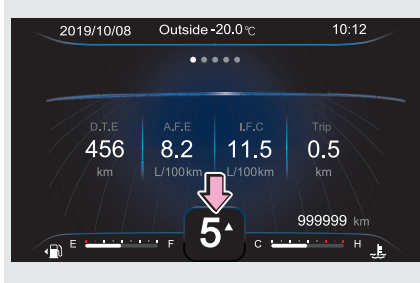 2019/10/08 Outside -20.0 ℃ 10:12
D.T.E A.F.E I.F.C Trip
456 8.2 11.5 0.5
km L/100km L/100km km
999999 km
E F 5 C H